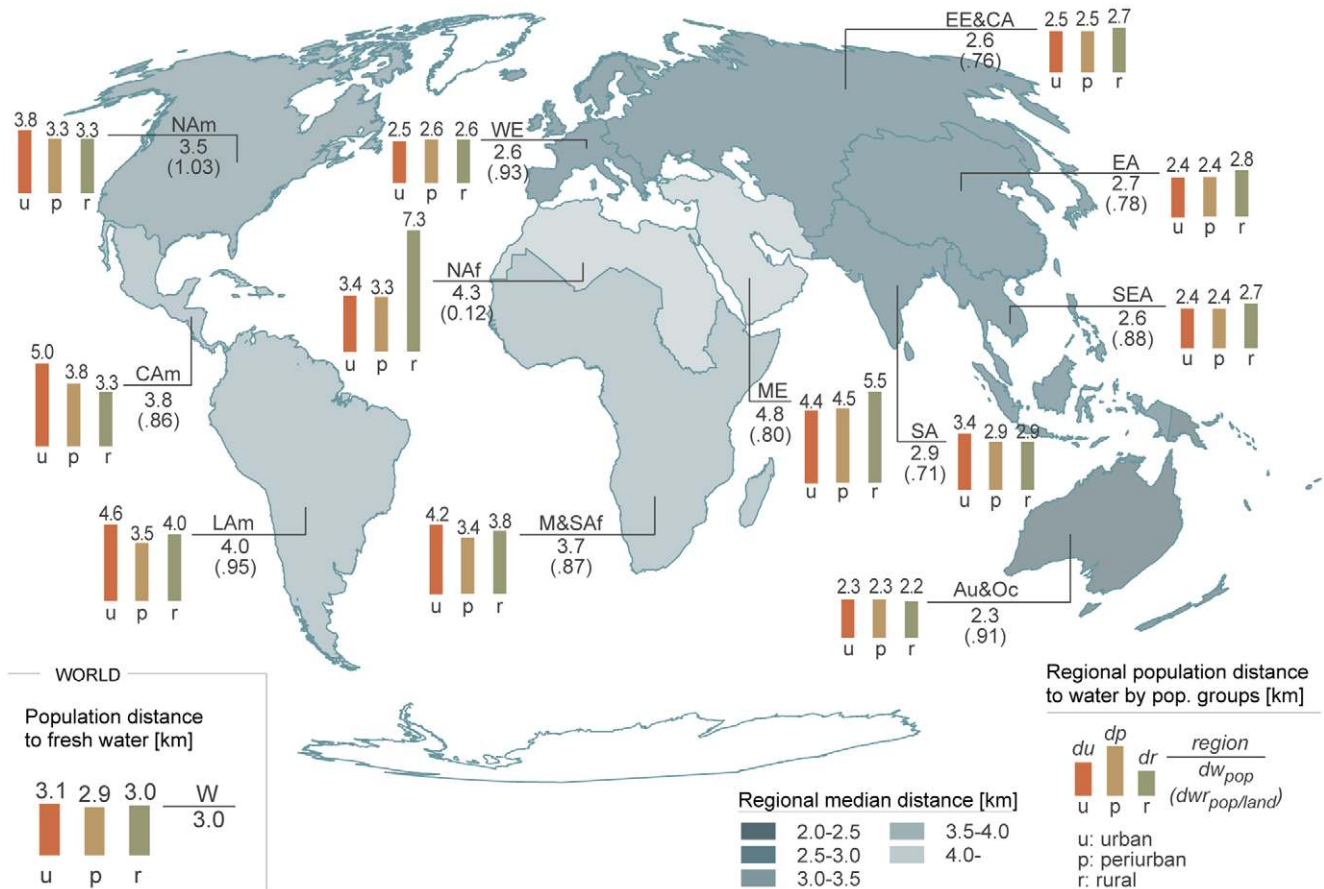 EE&CA
2.6
(.76)
2.5 2.5 2.7
u p r
NAm
3.5
(1.03)
3.8 3.3 3.3
u p r
WE
2.6
(.93)
2.5 2.6 2.6
u p r
EA
2.7
(.78)
2.4 2.4 2.8
u p r
NAf
4.3
(0.12)
3.4 3.3 7.3
u p r
SEA
2.6
(.88)
2.4 2.4 2.7
u p r
CAm
3.8
(.86)
5.0 3.8 3.3
u p r
ME
4.8
(.80)
4.4 4.5 5.5
u p r
SA
2.9
(.71)
3.4 2.9 2.9
u p r
LAm
4.0
(.95)
4.6 3.5 4.0
u p r
M&SAf
3.7
(.87)
4.2 3.4 3.8
u p r
Au&Oc
2.3
(.91)
2.3 2.3 2.2
u p r
WORLD
Population distance
to fresh water [km]
3.1 2.9 3.0
u p r
W
3.0
Regional median distance [km]
2.0-2.5
2.5-3.0
3.0-3.5
3.5-4.0
4.0-
Regional population distance
to water by pop. groups [km]
du dp dr
u p r
region
dwpop
(dwrpop/land)
u: urban
p: periurban
r: rural